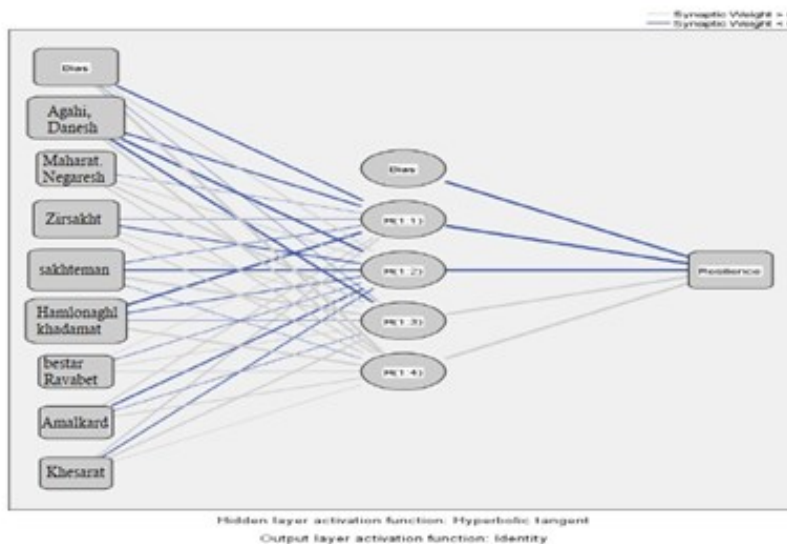 Synaptic Weight >
Synaptic Weight <
Bias
Agahi,
Danesh
Maharat.
Negaresh
Zirsakht
sakhteman
Hamlonaghl
khadamat
bestar
Ravabet
Amalkard
Khesarat
Bias
H(1:1)
H(1:2)
H(1:3)
H(1:4)
Resilience
Hidden layer activation function: Hyperbolic tangent
Output layer activation function: Identity